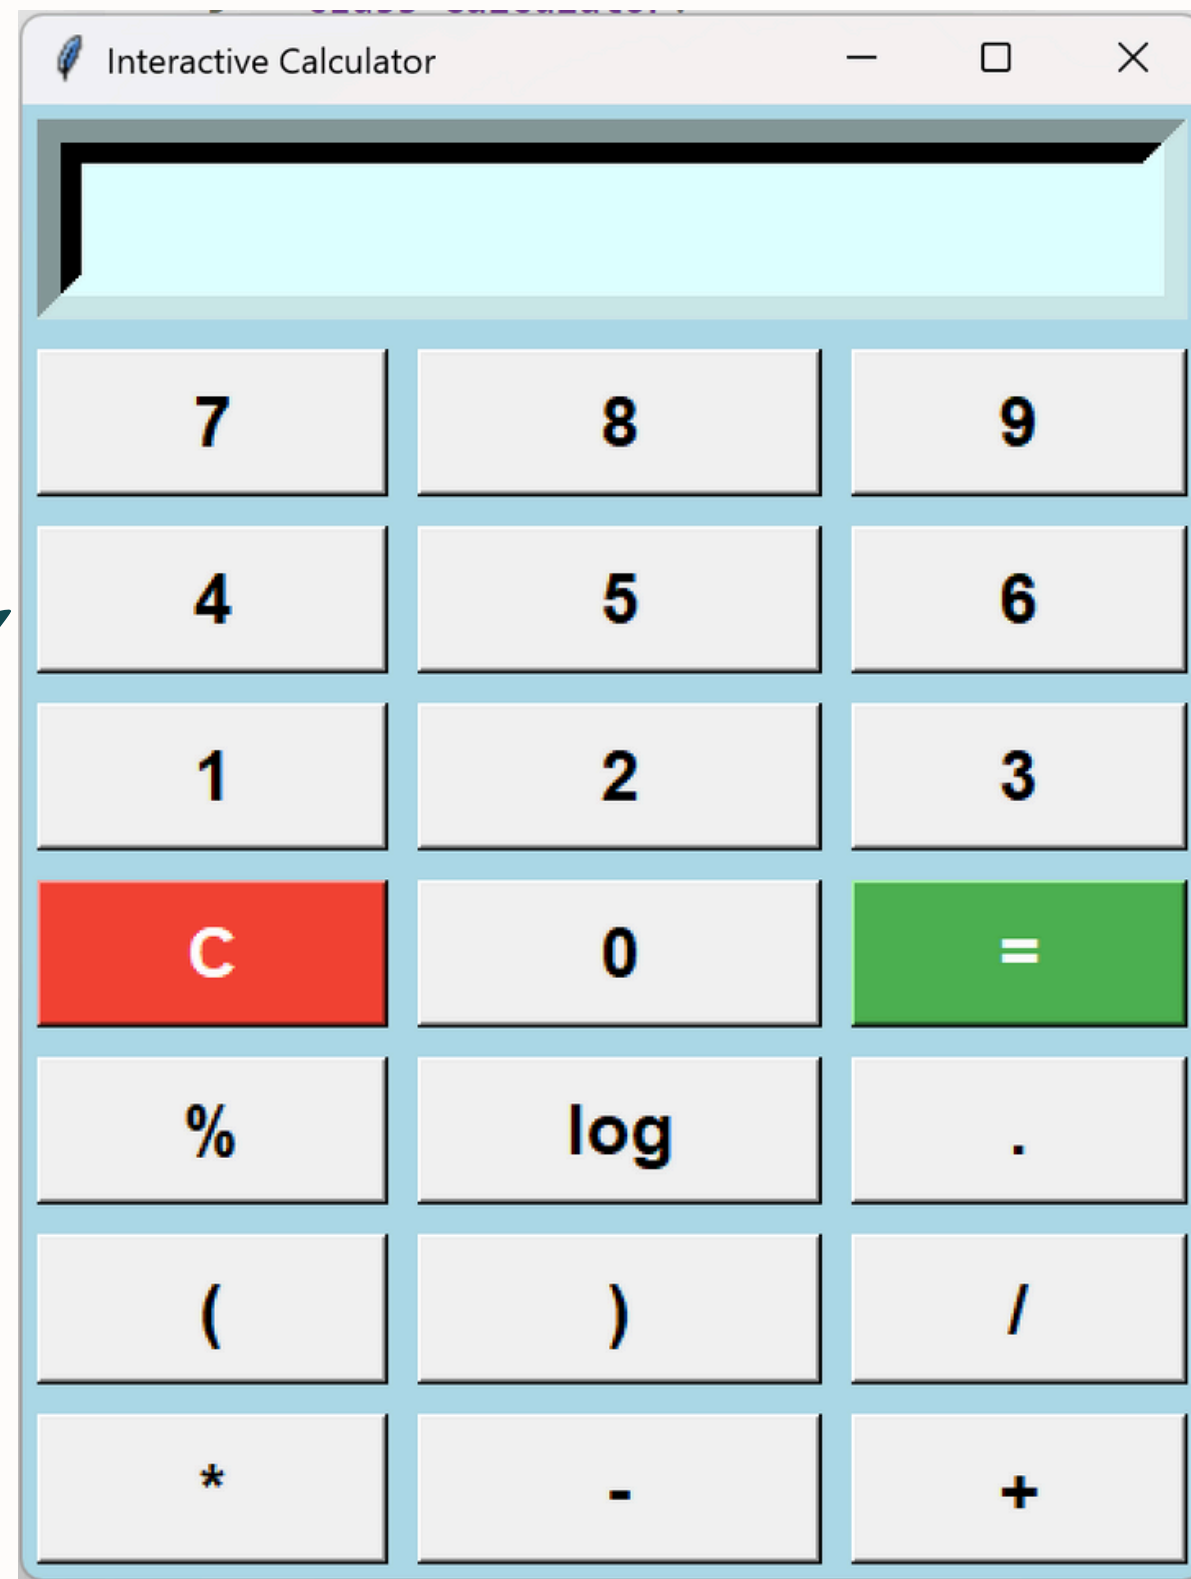 Interactive Calculator
7 8 9
4 5 6
1 2 3
C 0 =
% log .
( ) /
* - +